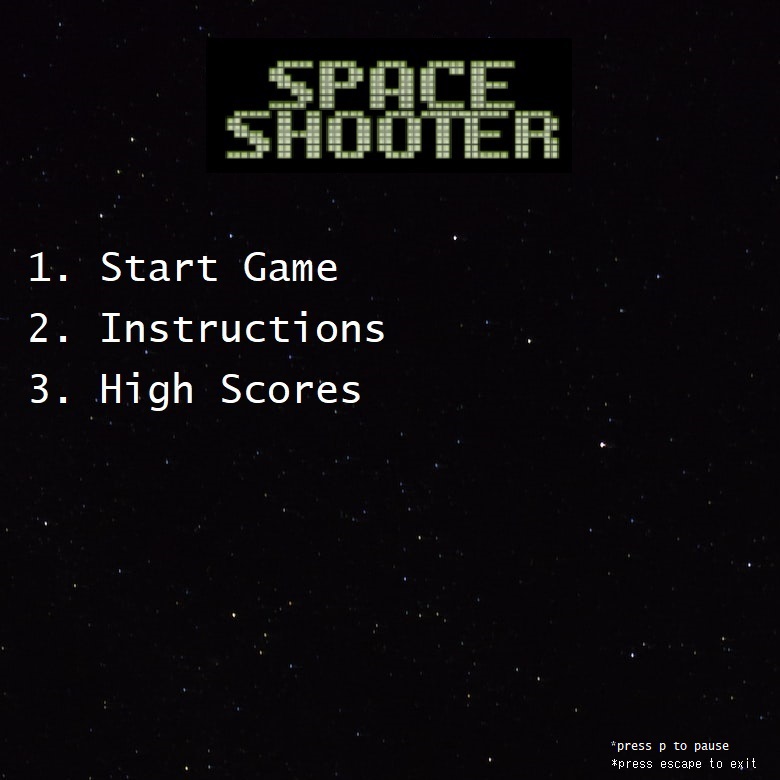 SPACE
SHOOTER
1. Start Game
2. Instructions
3. High Scores
*press p to pause
*press escape to exit